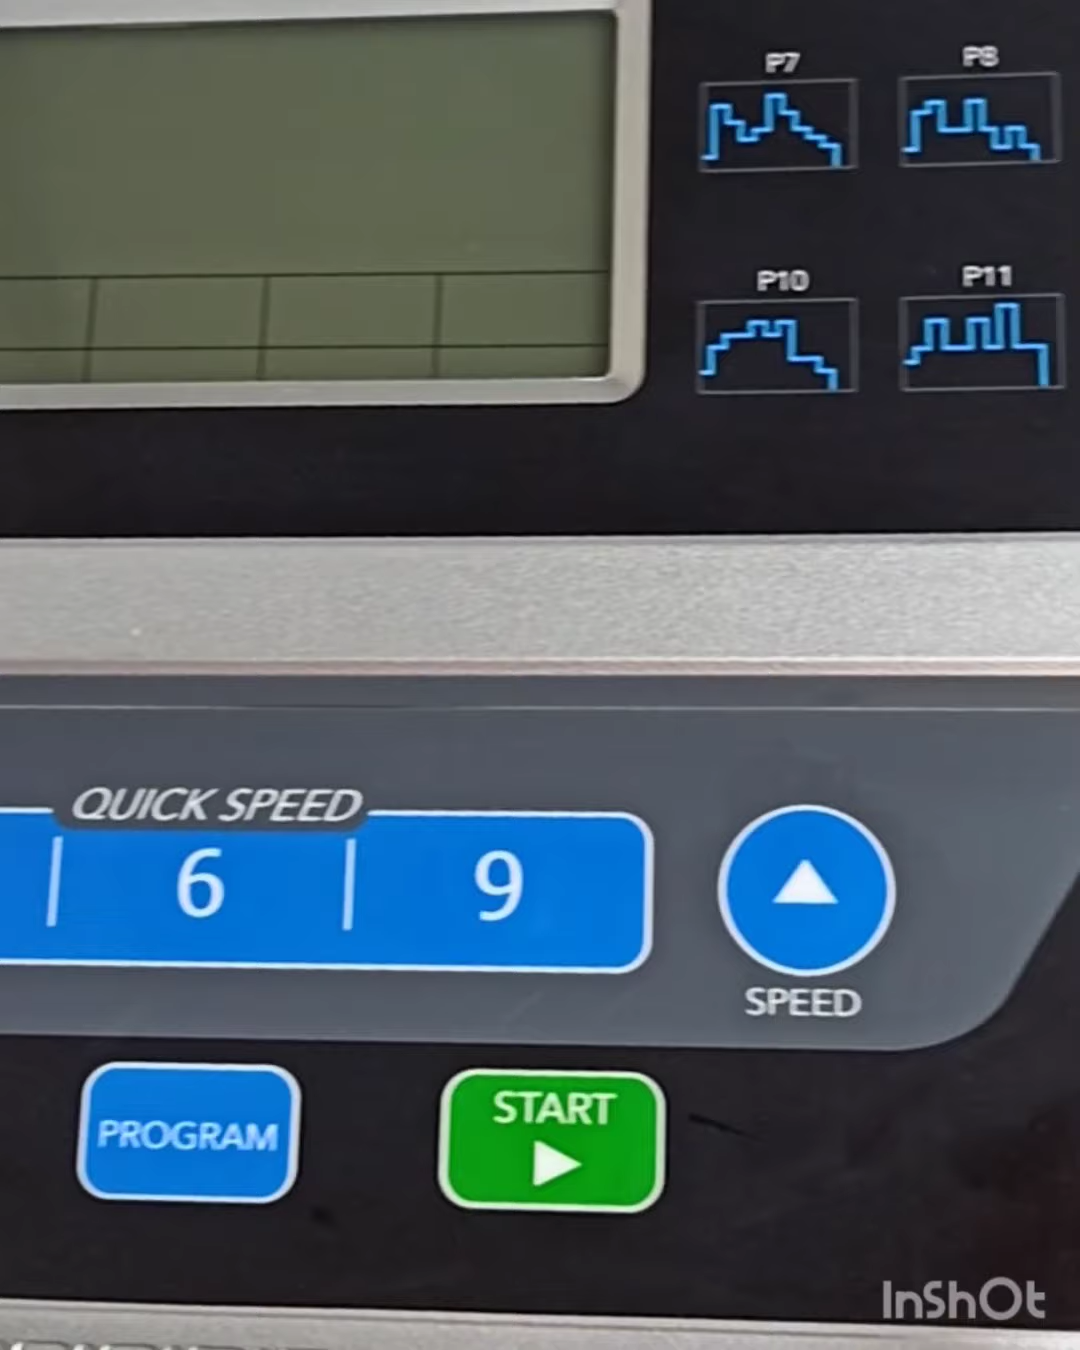 P7 P8
P10 P11
QUICK SPEED
6 9
SPEED
PROGRAM
START
InShOt